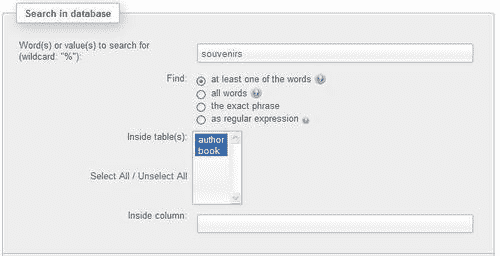 Search in database
Word(s) or value(s) to search for
(wildcard: "%"):
souvenirs
Find:
at least one of the words
all words
the exact phrase
as regular expression
Inside table(s):
author
book
Select All / Unselect All
Inside column: